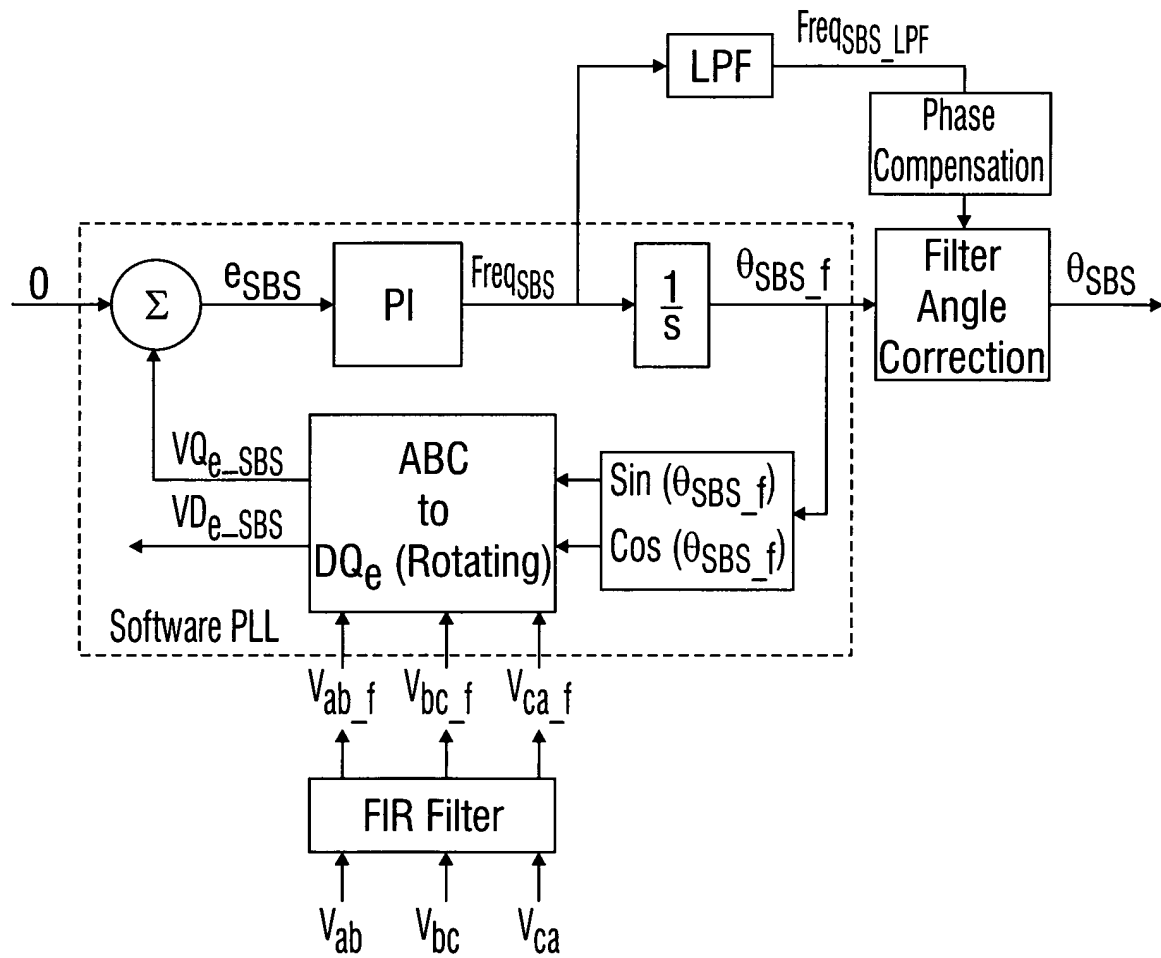 Freq_SBS_LPF
LPF
Phase
Compensation
0
Σ
e_SBS
PI
Freq_SBS
1
s
θ_SBS_f
Filter
Angle
Correction
θ_SBS
VQ_e_SBS
VD_e_SBS
ABC
to
DQ_e (Rotating)
Sin (θ_SBS_f)
Cos (θ_SBS_f)
Software PLL
V_ab_f V_bc_f V_ca_f
FIR Filter
V_ab V_bc V_ca